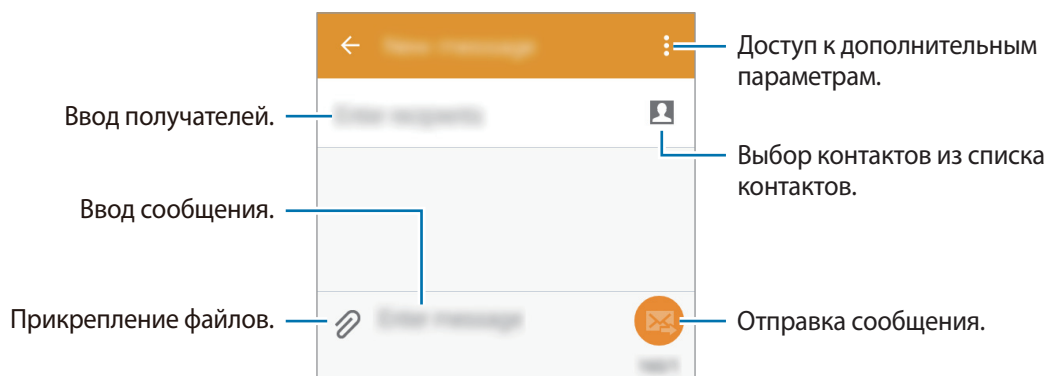 Доступ к дополнительным
параметрам.
Ввод получателей.
Выбор контактов из списка
контактов.
Ввод сообщения.
Прикрепление файлов.
Отправка сообщения.